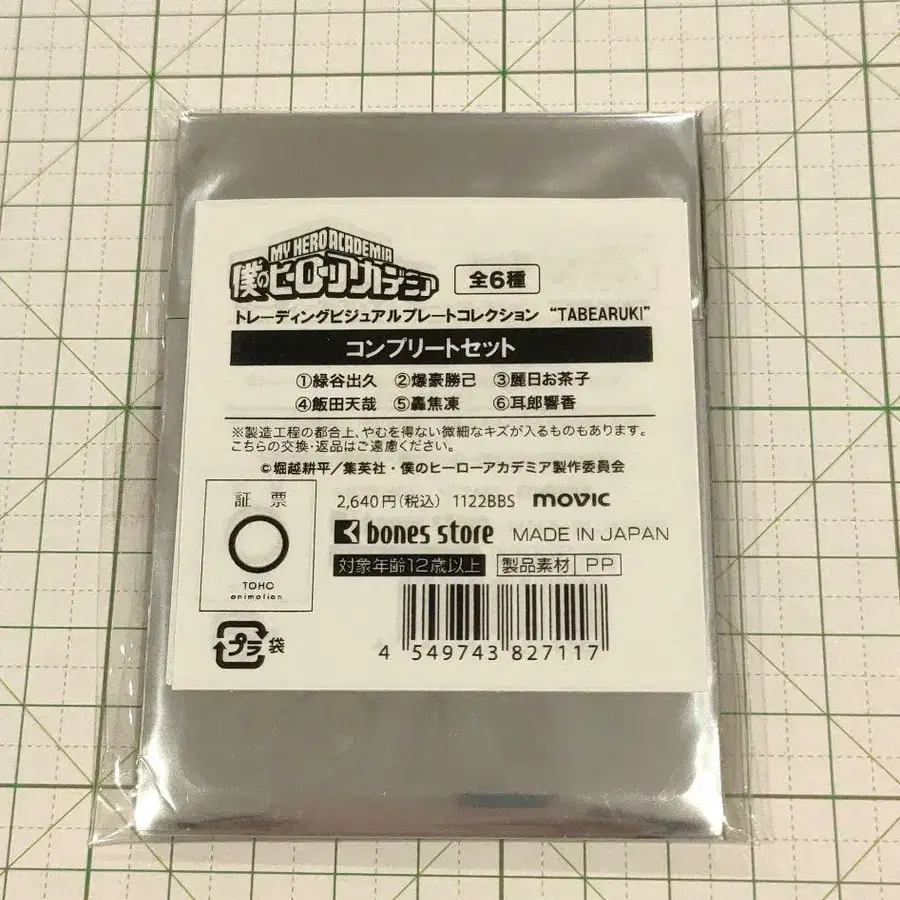 MY HERO ACADEMIA
僕のヒーローアカデミア 全6種
トレーディングビジュアルプレートコレクション “TABEARUKI”
コンプリートセット
①緑谷出久 ②爆豪勝己 ③麗日お茶子
④飯田天哉 ⑤轟焦凍 ⑥耳郎響香
※製造工程の都合上、やむを得ない微細なキズが入るものもあります。
こちらの交換・返品はご遠慮ください。
©堀越耕平／集英社・僕のヒーローアカデミア製作委員会
証 票
TOHO
animation
2,640円(税込) 1122BBS movic
bones store MADE IN JAPAN
対象年齢12歳以上 製品素材 PP
プラ 袋
4 549743 827117